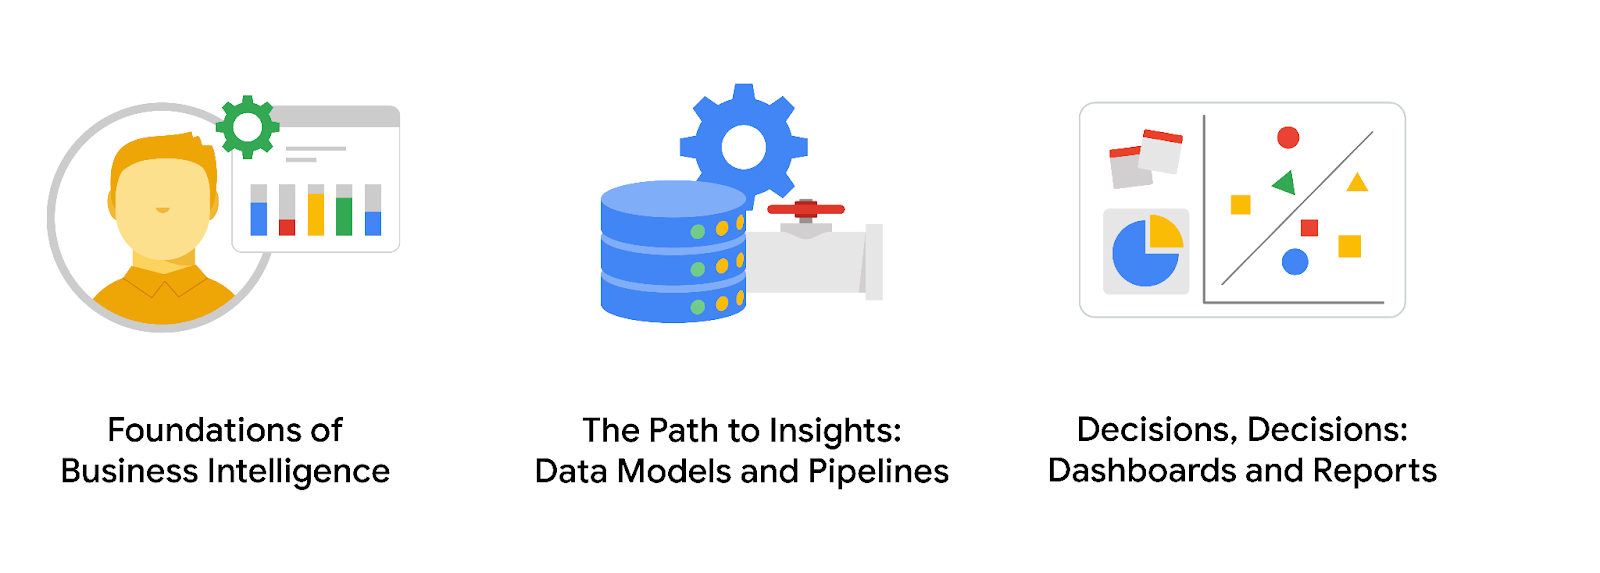 Foundations of
Business Intelligence
The Path to Insights:
Data Models and Pipelines
Decisions, Decisions:
Dashboards and Reports